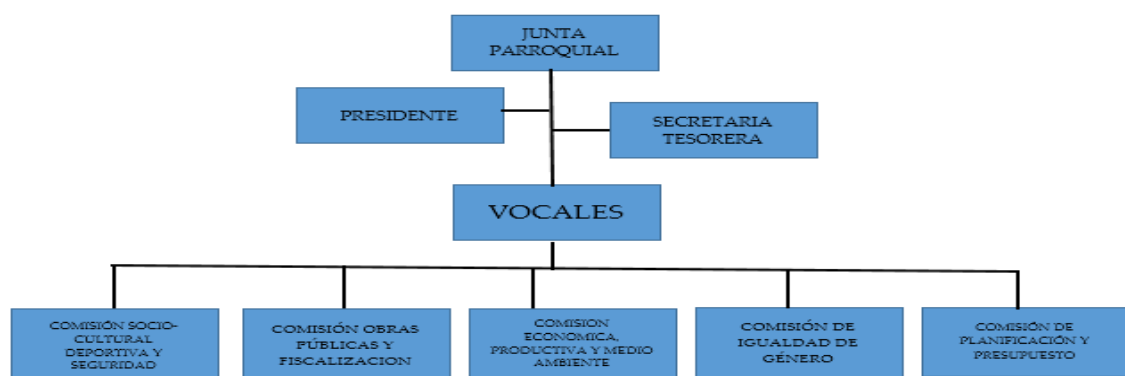 JUNTA
PARROQUIAL
PRESIDENTE
SECRETARIA
TESORERA
VOCALES
COMISIÓN SOCIO-
CULTURAL
DEPORTIVA Y
SEGURIDAD
COMISIÓN OBRAS
PÚBLICAS Y
FISCALIZACION
COMISION
ECONOMICA,
PRODUCTIVA Y MEDIO
AMBIENTE
COMISIÓN DE
IGUALDAD DE
GÉNERO
COMISIÓN DE
PLANIFICACIÓN Y
PRESUPUESTO